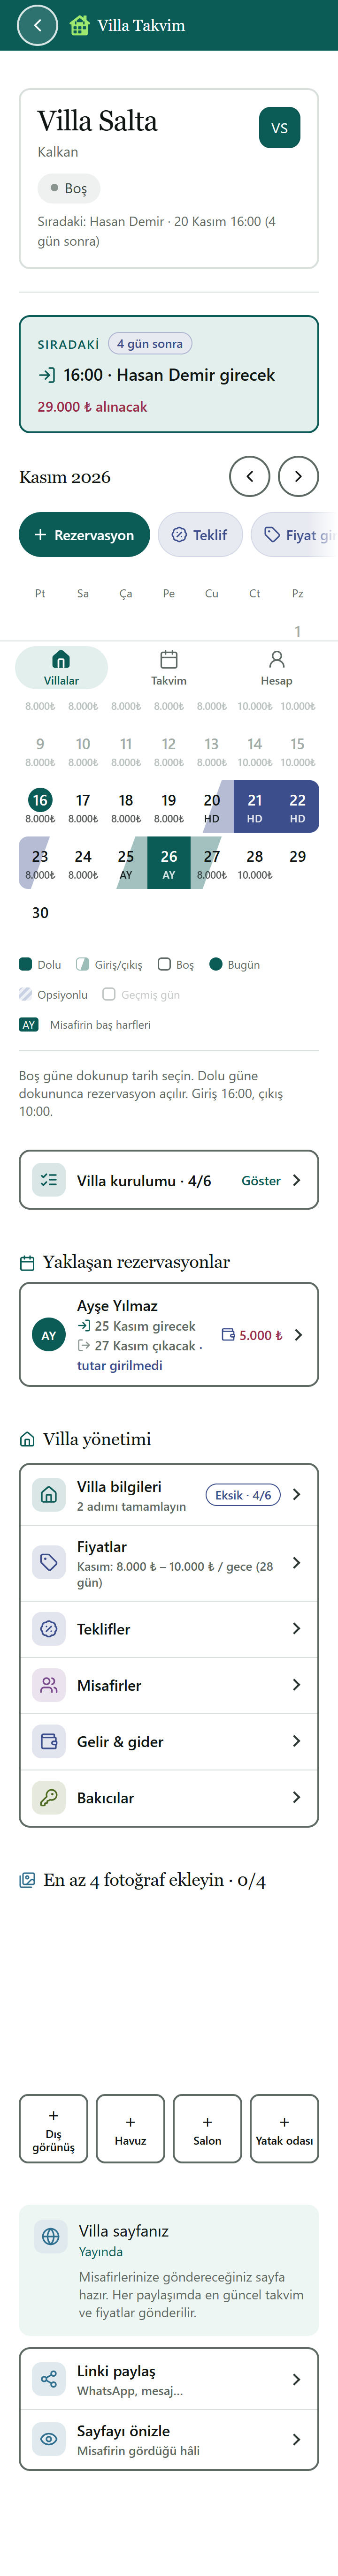 Villa Takvim
Villa Salta
VS
Kalkan
Boş
Sıradaki: Hasan Demir · 20 Kasım 16:00 (4
gün sonra)
SIRADAKİ
4 gün sonra
16:00 · Hasan Demir girecek
29.000 ₺ alınacak
Kasım 2026
+ Rezervasyon
Teklif
Fiyat
Pt Sa Ça Pe Cu Ct Pz
1
Villalar
Takvim
Hesap
8.000₺ 8.000₺ 8.000₺ 8.000₺ 8.000₺ 10.000₺ 10.000₺
9 10 11 12 13 14 15
8.000₺ 8.000₺ 8.000₺ 8.000₺ 8.000₺ 10.000₺ 10.000₺
16 17 18 19 20 21 22
8.000₺ 8.000₺ 8.000₺ 8.000₺ HD HD HD
23 24 25 26 27 28 29
8.000₺ 8.000₺ AY AY 8.000₺ 10.000₺
30
Dolu
Giriş/çıkış
Boş
Bugün
Opsiyonlu
Geçmiş gün
AY Misafirin baş harfleri
Boş güne dokunup tarih seçin. Dolu güne
dokununca rezervasyon açılır. Giriş 16:00, çıkış
10:00.
Villa kurulumu · 4/6
Göster
Yaklaşan rezervasyonlar
AY
Ayşe Yılmaz
25 Kasım girecek
27 Kasım çıkacak ·
tutar girilmedi
5.000 ₺
Villa yönetimi
Villa bilgileri
2 adımı tamamlayın
Eksik · 4/6
Fiyatlar
Kasım: 8.000 ₺ – 10.000 ₺ / gece (28
gün)
Teklifler
Misafirler
Gelir & gider
Bakıcılar
En az 4 fotoğraf ekleyin · 0/4
+
Dış
görünüş
+
Havuz
+
Salon
+
Yatak odası
Villa sayfanız
Yayında
Misafirlerinize göndereceğiniz sayfa
hazır. Her paylaşımda en güncel takvim
ve fiyatlar gönderilir.
Linki paylaş
WhatsApp, mesaj...
Sayfayı önizle
Misafirin gördüğü hâli